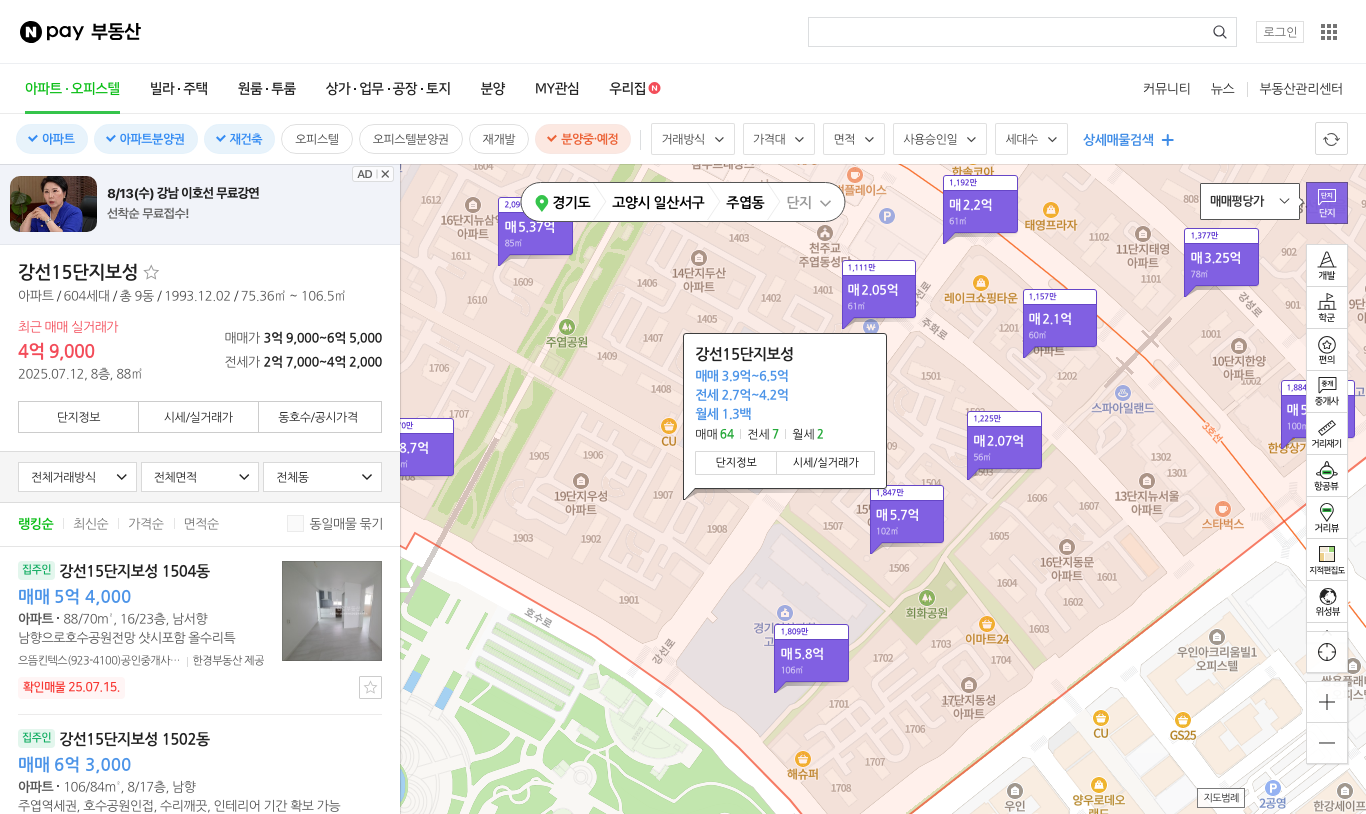 N pay 부동산
로그인
아파트·오피스텔
빌라·주택
원룸·투룸
상가·업무·공장·토지
분양
MY관심
우리집 N
커뮤니티
뉴스
부동산관리센터
아파트
아파트분양권
재건축
오피스텔
오피스텔분양권
재개발
분양중·예정
거래방식
가격대
면적
사용승인일
세대수
상세매물검색
8/13(수) 강남 이호선 무료강연
선착순 무료접수!
AD
강선15단지보성
아파트 / 604세대 / 총 9동 / 1993.12.02 / 75.36㎡ ~ 106.5㎡
최근 매매 실거래가
4억 9,000
2025.07.12, 8층, 88㎡
매매가 3억 9,000~6억 5,000
전세가 2억 7,000~4억 2,000
단지정보
시세/실거래가
동호수/공시가격
전체거래방식
전체면적
전체동
랭킹순
최신순
가격순
면적순
동일매물 묶기
집주인 강선15단지보성 1504동
매매 5억 4,000
아파트 · 88/70㎡, 16/23층, 남서향
남향으로호수공원전망 샷시포함 올수리특
으뜸킨텍스(923-4100)공인중개사… 한경부동산 제공
확인매물 25.07.15.
집주인 강선15단지보성 1502동
매매 6억 3,000
아파트 · 106/84㎡, 8/17층, 남향
주엽역세권, 호수공원인접, 수리깨끗, 인테리어 기간 확보 가능
경기도
고양시 일산서구
주엽동
단지
매매평당가
단지
개발
학군
편의
중개
중개사
거리재기
항공뷰
거리뷰
지적편집도
위성뷰
지도범례
강선15단지보성
매매 3.9억~6.5억
전세 2.7억~4.2억
월세 1.3백
매매 64
전세 7
월세 2
단지정보
시세/실거래가
매5.37억
85㎡
1,192만
매2.2억
61㎡
1,377만
매3.25억
78㎡
1,111만
매2.05억
61㎡
1,157만
매2.1억
60㎡
8.7억
1,225만
매2.07억
56㎡
1,847만
매5.7억
102㎡
1,809만
매5.8억
106㎡
1,884
매5
100㎡
1604
1612
16단지뉴삼익
아파트
1611
1610
1609
주엽공원
14단지두산
아파트
1406
1403
1402
1401
1405
1407
1409
1408
천주교
P
태영프라자
1102
11단지태영
아파트
1101
레이크쇼핑타운
1201
아파트
1202
강성로
1001
10단지한양
아파트
1002
주화로
1501
스파아일랜드
3호선
1706
1707
CU
1905
1906
19단지우성
아파트
1907
1908
1903
1902
1901
1507
1505
1506
1503
1606
1607
1605
1604
16단지동문
아파트
1601
1602
1603
1302
1301
13단지뉴서울
아파트
스타벅스
회화공원
이마트24
1703
1702
1704
1701
17단지동성
아파트
1706
1707
1708
호수로
강선로
해슈퍼
우인아크리움빌1
오피스텔
CU
GS25
우인
양우로데오
랜드
P
2공영
한강세이프